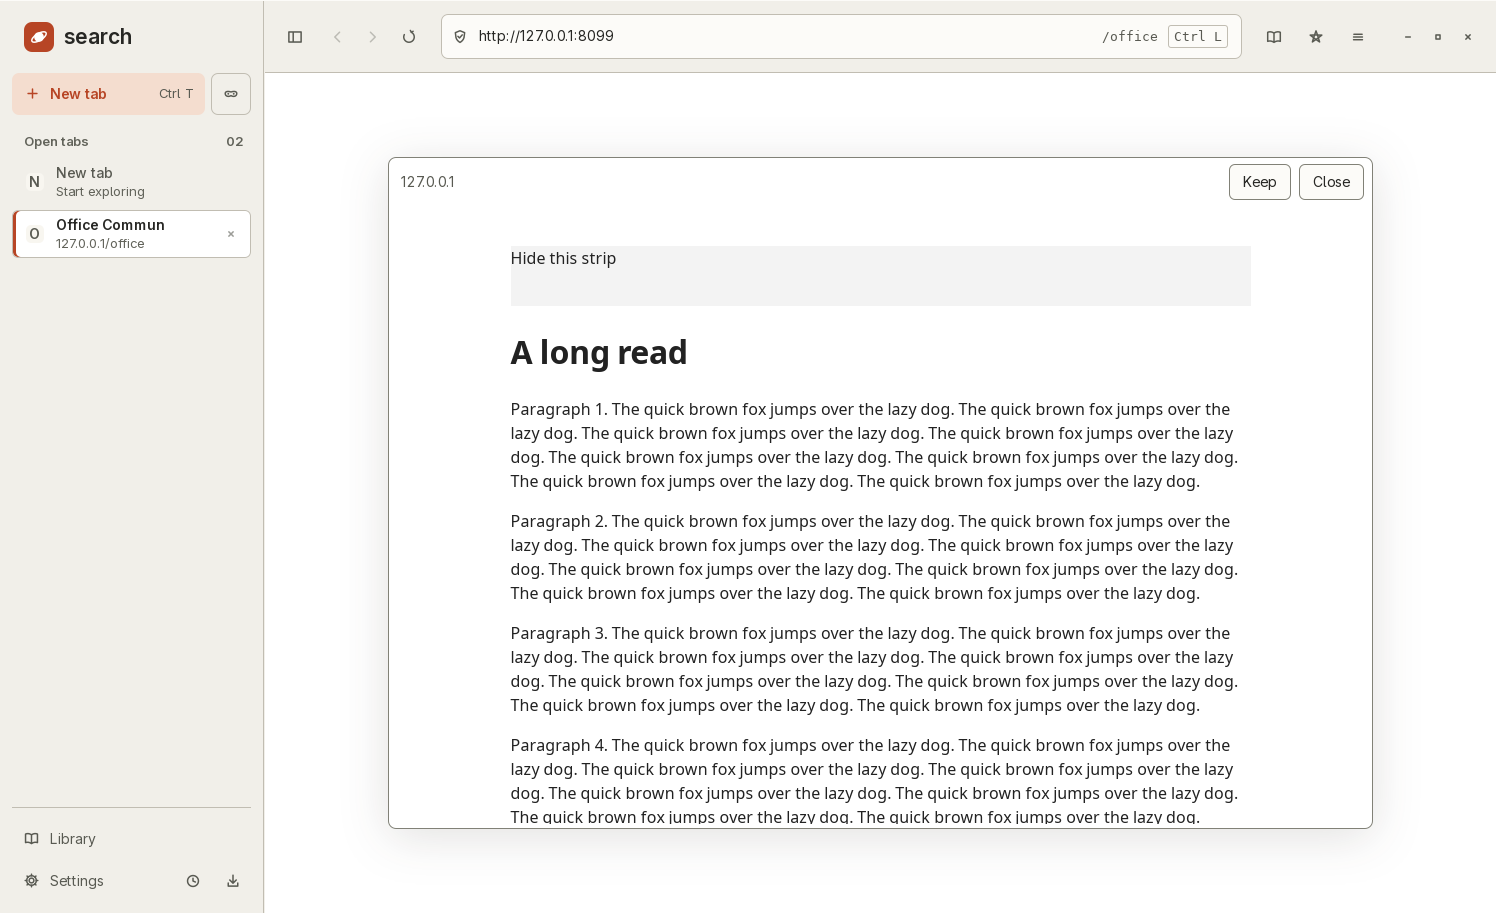 search
New tab Ctrl T
Open tabs 02
N New tab
Start exploring
O Office Commun
127.0.0.1/office
Library
Settings
http://127.0.0.1:8099 /office Ctrl L
127.0.0.1 Keep Close
Hide this strip
A long read
Paragraph 1. The quick brown fox jumps over the lazy dog. The quick brown fox jumps over the
lazy dog. The quick brown fox jumps over the lazy dog. The quick brown fox jumps over the lazy
dog. The quick brown fox jumps over the lazy dog. The quick brown fox jumps over the lazy dog.
The quick brown fox jumps over the lazy dog. The quick brown fox jumps over the lazy dog.
Paragraph 2. The quick brown fox jumps over the lazy dog. The quick brown fox jumps over the
lazy dog. The quick brown fox jumps over the lazy dog. The quick brown fox jumps over the lazy
dog. The quick brown fox jumps over the lazy dog. The quick brown fox jumps over the lazy dog.
The quick brown fox jumps over the lazy dog. The quick brown fox jumps over the lazy dog.
Paragraph 3. The quick brown fox jumps over the lazy dog. The quick brown fox jumps over the
lazy dog. The quick brown fox jumps over the lazy dog. The quick brown fox jumps over the lazy
dog. The quick brown fox jumps over the lazy dog. The quick brown fox jumps over the lazy dog.
The quick brown fox jumps over the lazy dog. The quick brown fox jumps over the lazy dog.
Paragraph 4. The quick brown fox jumps over the lazy dog. The quick brown fox jumps over the
lazy dog. The quick brown fox jumps over the lazy dog. The quick brown fox jumps over the lazy
dog. The quick brown fox jumps over the lazy dog. The quick brown fox jumps over the lazy dog.
The quick brown fox jumps over the lazy dog. The quick brown fox jumps over the lazy dog.